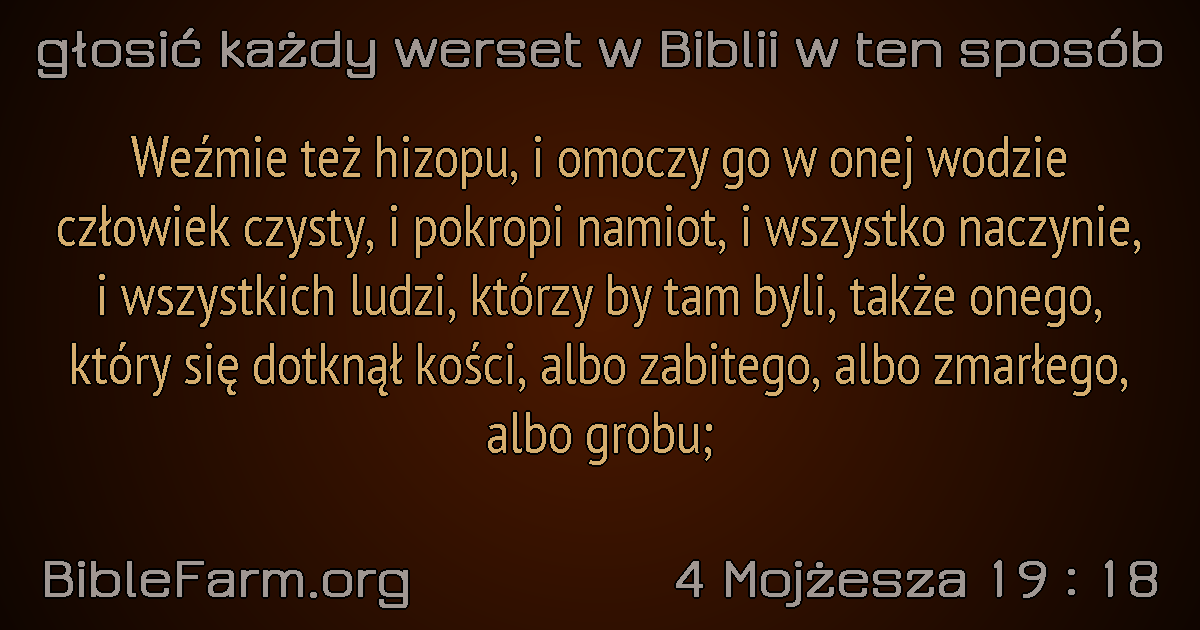 głosić każdy werset w Biblii w ten sposób
Weźmie też hizopu, i omoczy go w onej wodzie
człowiek czysty, i pokropi namiot, i wszystko naczynie,
i wszystkich ludzi, którzy by tam byli, także onego,
który się dotknął kości, albo zabitego, albo zmarłego,
albo grobu;
BibleFarm.org
4 Mojżesza 19 : 18